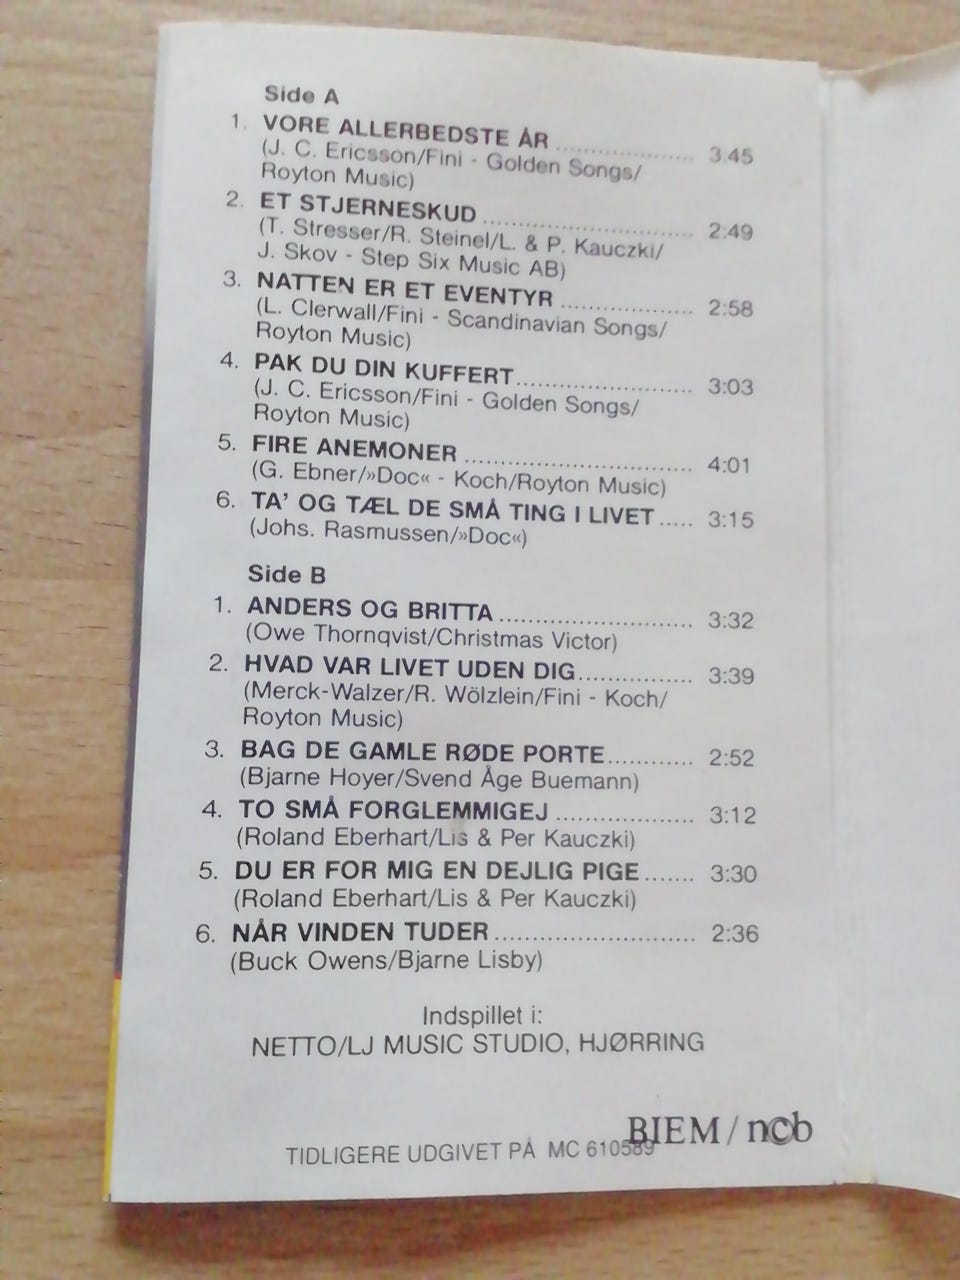 Side A
1. VORE ALLERBEDSTE ÅR .................. 3:45
(J. C. Ericsson/Fini - Golden Songs/
Royton Music)
2. ET STJERNESKUD ........................... 2:49
(T. Stresser/R. Steinel/L. & P. Kauczki/
J. Skov - Step Six Music AB)
3. NATTEN ER ET EVENTYR ................. 2:58
(L. Clerwall/Fini - Scandinavian Songs/
Royton Music)
4. PAK DU DIN KUFFERT....................... 3:03
(J. C. Ericsson/Fini - Golden Songs/
Royton Music)
5. FIRE ANEMONER ............................. 4:01
(G. Ebner/»Doc« - Koch/Royton Music)
6. TA' OG TÆL DE SMÅ TING I LIVET ..... 3:15
(Johs. Rasmussen/»Doc«)
Side B
1. ANDERS OG BRITTA ......................... 3:32
(Owe Thornqvist/Christmas Victor)
2. HVAD VAR LIVET UDEN DIG............... 3:39
(Merck-Walzer/R. Wölzlein/Fini - Koch/
Royton Music)
3. BAG DE GAMLE RØDE PORTE........... 2:52
(Bjarne Hoyer/Svend Åge Buemann)
4. TO SMÅ FORGLEMMIGEJ .................. 3:12
(Roland Eberhart/Lis & Per Kauczki)
5. DU ER FOR MIG EN DEJLIG PIGE....... 3:30
(Roland Eberhart/Lis & Per Kauczki)
6. NÅR VINDEN TUDER .......................... 2:36
(Buck Owens/Bjarne Lisby)
Indspillet i:
NETTO/LJ MUSIC STUDIO, HJØRRING
BIEM / ncb
TIDLIGERE UDGIVET PÅ MC 610589